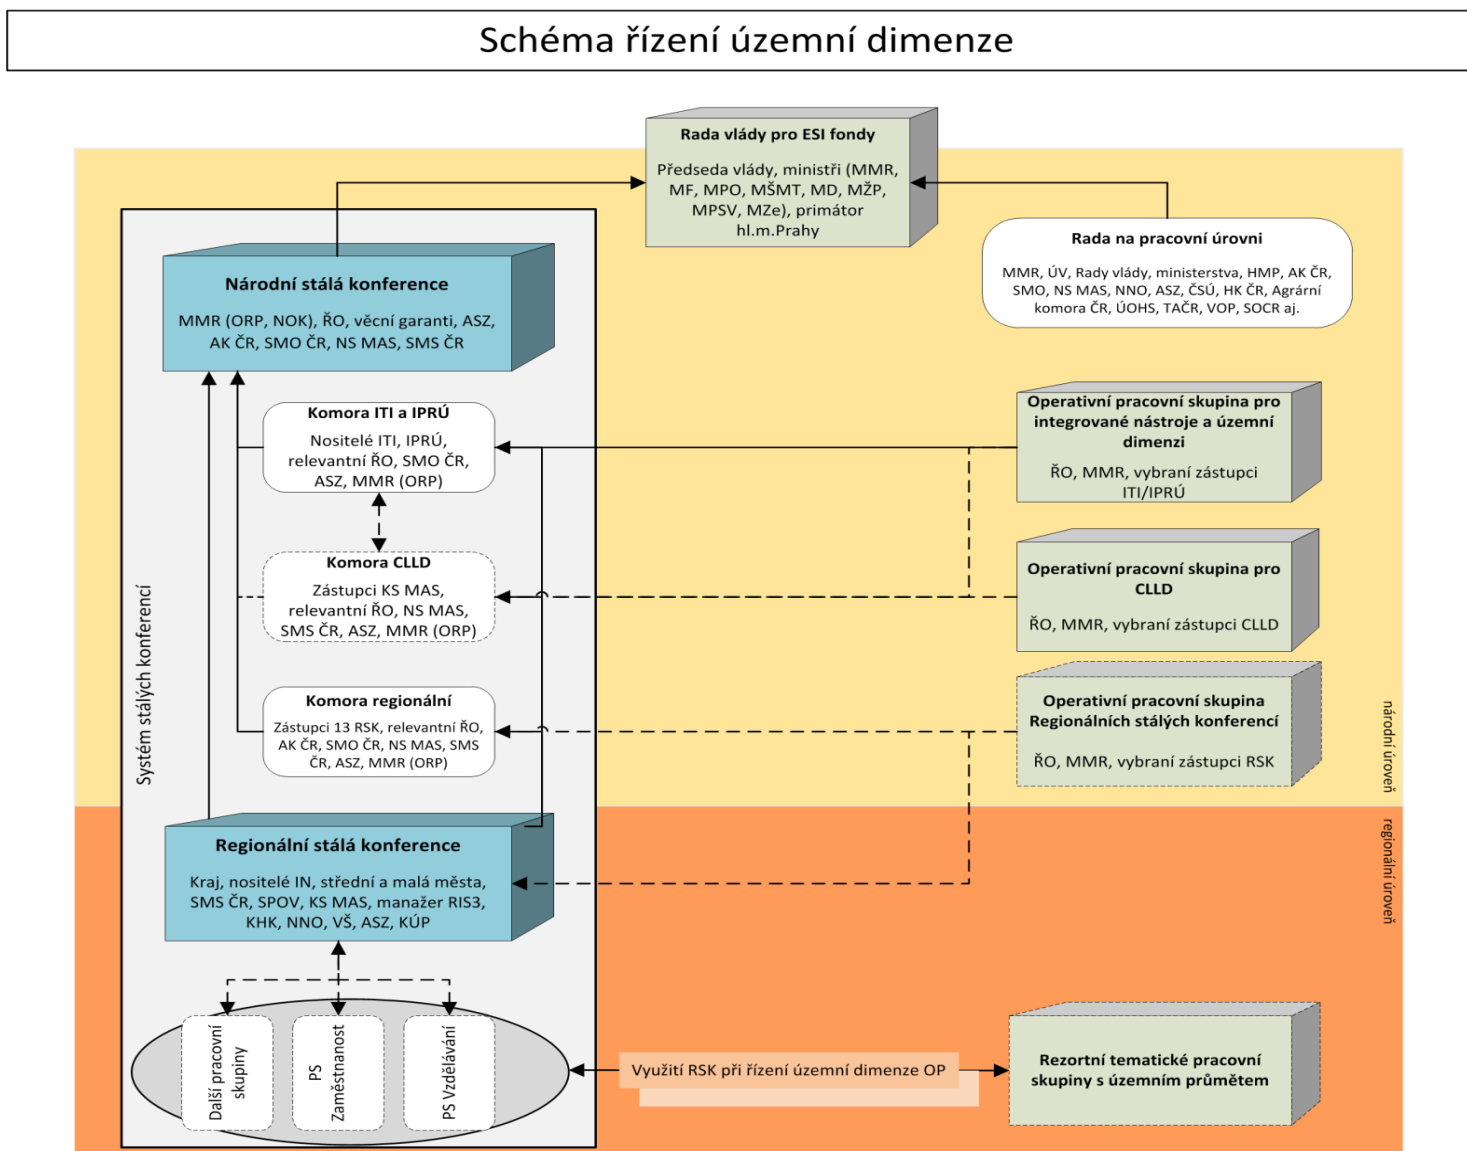 Schéma řízení územní dimenze
Rada vlády pro ESI fondy
Předseda vlády, ministři (MMR,
MF, MPO, MŠMT, MD, MŽP,
MPSV, MZe), primátor
hl.m.Prahy
Rada na pracovní úrovni
MMR, ÚV, Rady vlády, ministerstva, HMP, AK ČR,
SMO, NS MAS, NNO, ASZ, ČSÚ, HK ČR, Agrární
komora ČR, ÚOHS, TAČR, VOP, SOCR aj.
Národní stálá konference
MMR (ORP, NOK), ŘO, věcní garanti, ASZ,
AK ČR, SMO ČR, NS MAS, SMS ČR
Komora ITI a IPRÚ
Nositelé ITI, IPRÚ,
relevantní ŘO, SMO ČR,
ASZ, MMR (ORP)
Operativní pracovní skupina pro
integrované nástroje a územní
dimenzi
ŘO, MMR, vybraní zástupci
ITI/IPRÚ
Komora CLLD
Zástupci KS MAS,
relevantní ŘO, NS MAS,
SMS ČR, ASZ, MMR (ORP)
Operativní pracovní skupina pro
CLLD
ŘO, MMR, vybraní zástupci CLLD
Systém stálých konferencí
Komora regionální
Zástupci 13 RSK, relevantní ŘO,
AK ČR, SMO ČR, NS MAS, SMS
ČR, ASZ, MMR (ORP)
Operativní pracovní skupina
Regionálních stálých konferencí
ŘO, MMR, vybraní zástupci RSK
národní úroveň
regionální úroveň
Regionální stálá konference
Kraj, nositelé IN, střední a malá města,
SMS ČR, SPOV, KS MAS, manažer RIS3,
KHK, NNO, VŠ, ASZ, KÚP
Další pracovní
skupiny
PS
Zaměstnanost
PS Vzdělávání
Využití RSK při řízení územní dimenze OP
Rezortní tematické pracovní
skupiny s územním průmětem